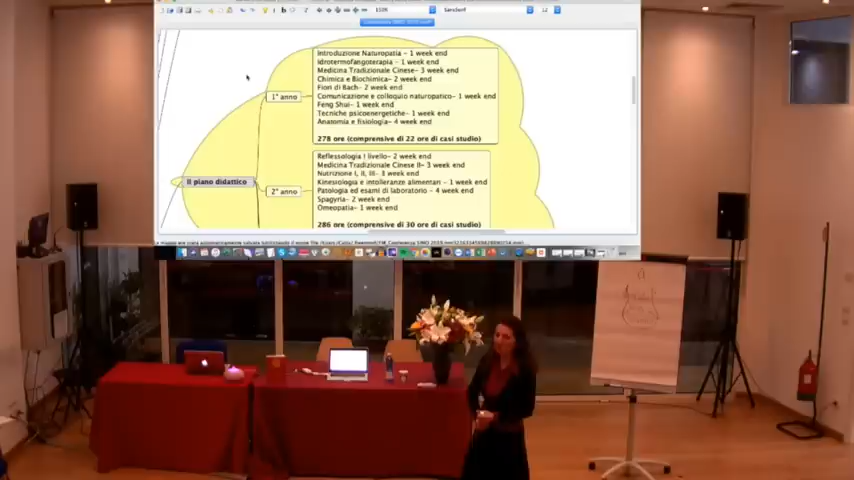 Introduzione Naturopatia - 1 week end
Idrotermofangoterapia - 1 week end
Medicina Tradizionale Cinese- 3 week end
Chimica e Biochimica- 2 week end
Fiori di Bach- 2 week end
Comunicazione e colloquio naturopatico- 1 week end
Feng Shui- 1 week end
Tecniche psicoenergetiche- 1 week end
Anatomia e fisiologia- 4 week end
278 ore (comprensive di 22 ore di casi studio)
1° anno
Il piano didattico
2° anno
Reflessologia I livello- 2 week end
Medicina Tradizionale Cinese II- 3 week end
Nutrizione I, II, III- 3 week end
Kinesiologia e intolleranze alimentari - 1 week end
Patologia ed esami di laboratorio - 4 week end
Spagyria- 2 week end
Omeopatia- 1 week end
286 ore (comprensive di 30 ore di casi studio)